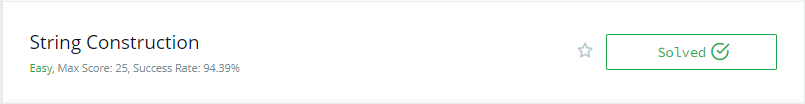 String Construction
Solved
Easy, Max Score: 25, Success Rate: 94.39%